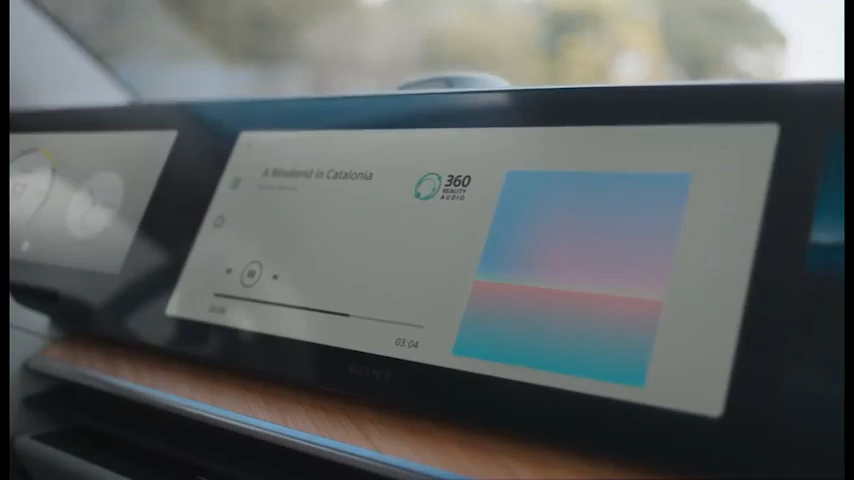 A Weekend in Catalonia
360
REALITY
AUDIO
03:04
SONY